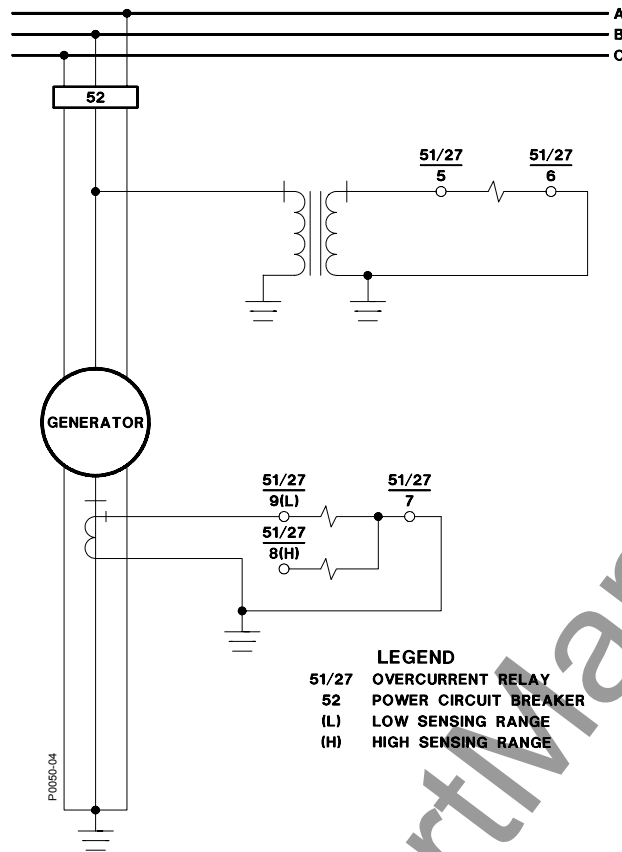 A
B
C
52
51/27
5
51/27
6
GENERATOR
51/27
9(L)
51/27
7
51/27
8(H)
LEGEND
51/27 OVERCURRENT RELAY
52 POWER CIRCUIT BREAKER
(L) LOW SENSING RANGE
(H) HIGH SENSING RANGE
P0050-04
rtMa